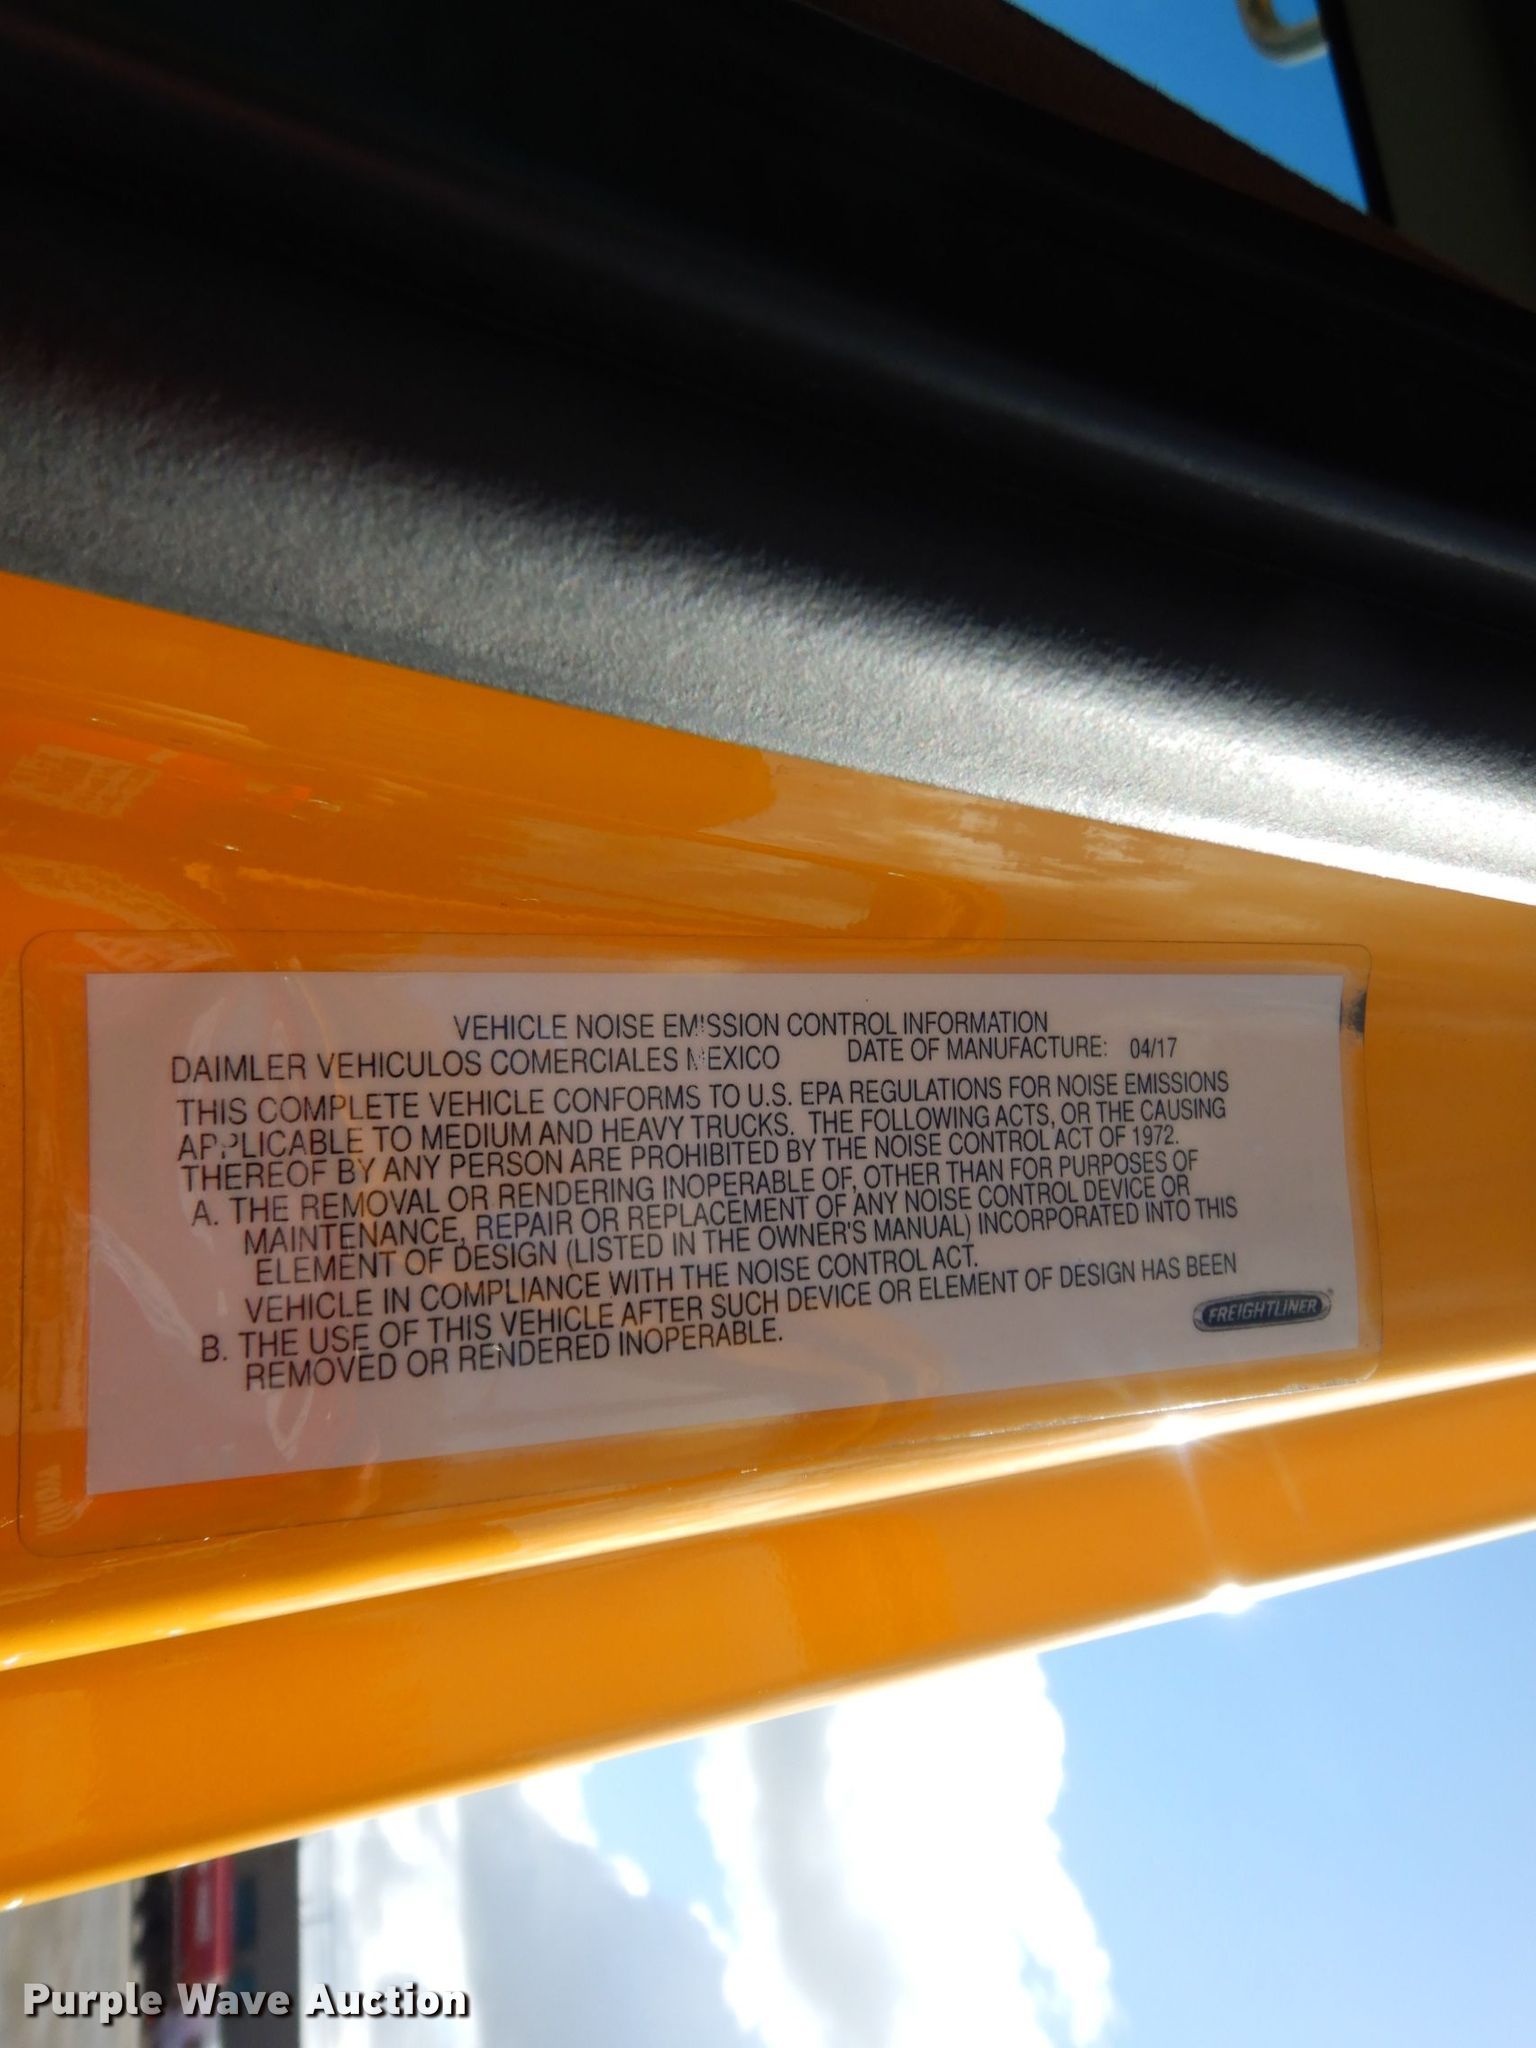 VEHICLE NOISE EMISSION CONTROL INFORMATION
DAIMLER VEHICULOS COMERCIALES MEXICO DATE OF MANUFACTURE: 04/17
THIS COMPLETE VEHICLE CONFORMS TO U.S. EPA REGULATIONS FOR NOISE EMISSIONS
APPLICABLE TO MEDIUM AND HEAVY TRUCKS. THE FOLLOWING ACTS, OR THE CAUSING
THEREOF BY ANY PERSON ARE PROHIBITED BY THE NOISE CONTROL ACT OF 1972.
A. THE REMOVAL OR RENDERING INOPERABLE OF, OTHER THAN FOR PURPOSES OF
MAINTENANCE, REPAIR OR REPLACEMENT OF ANY NOISE CONTROL DEVICE OR
ELEMENT OF DESIGN (LISTED IN THE OWNER'S MANUAL) INCORPORATED INTO THIS
VEHICLE IN COMPLIANCE WITH THE NOISE CONTROL ACT.
B. THE USE OF THIS VEHICLE AFTER SUCH DEVICE OR ELEMENT OF DESIGN HAS BEEN
REMOVED OR RENDERED INOPERABLE.
FREIGHTLINER
Purple Wave Auction